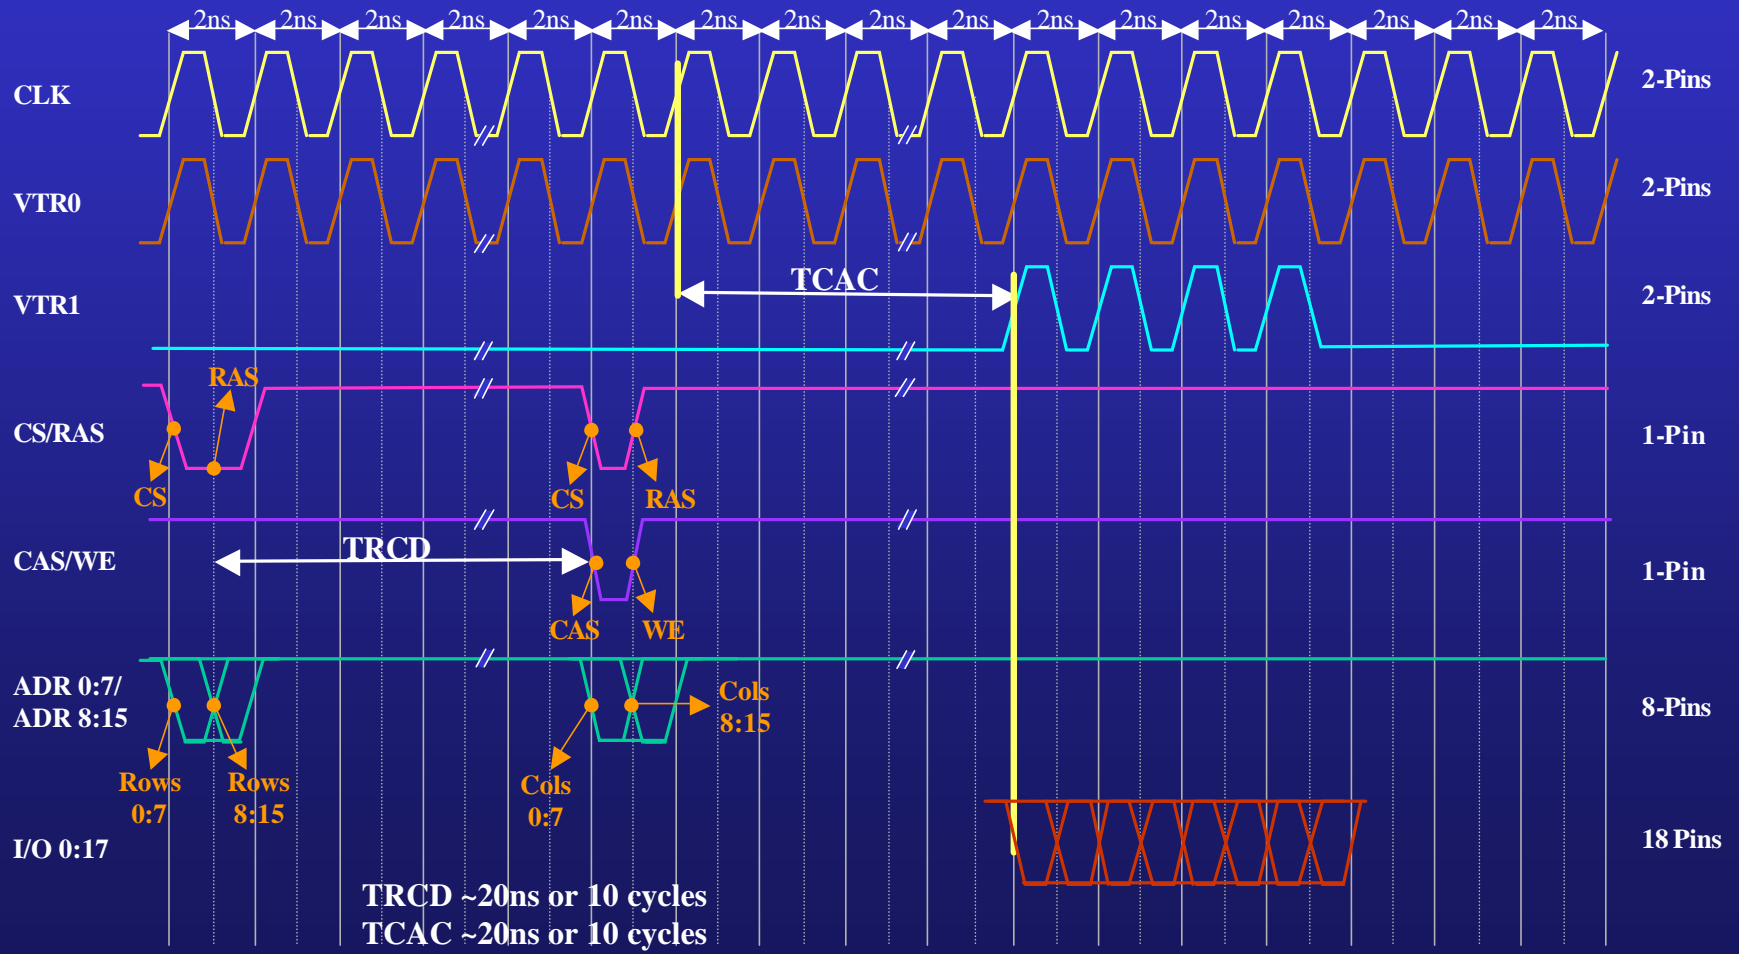 2ns 2ns 2ns 2ns 2ns 2ns 2ns 2ns 2ns 2ns 2ns 2ns 2ns 2ns 2ns 2ns 2ns
CLK
2-Pins
VTR0
2-Pins
TCAC
VTR1
2-Pins
RAS
CS/RAS
1-Pin
CS
CS
RAS
TRCD
CAS/WE
1-Pin
CAS
WE
ADR 0:7/
ADR 8:15
Cols
8:15
8-Pins
Rows
0:7
Rows
8:15
Cols
0:7
I/O 0:17
18 Pins
TRCD ~20ns or 10 cycles
TCAC ~20ns or 10 cycles